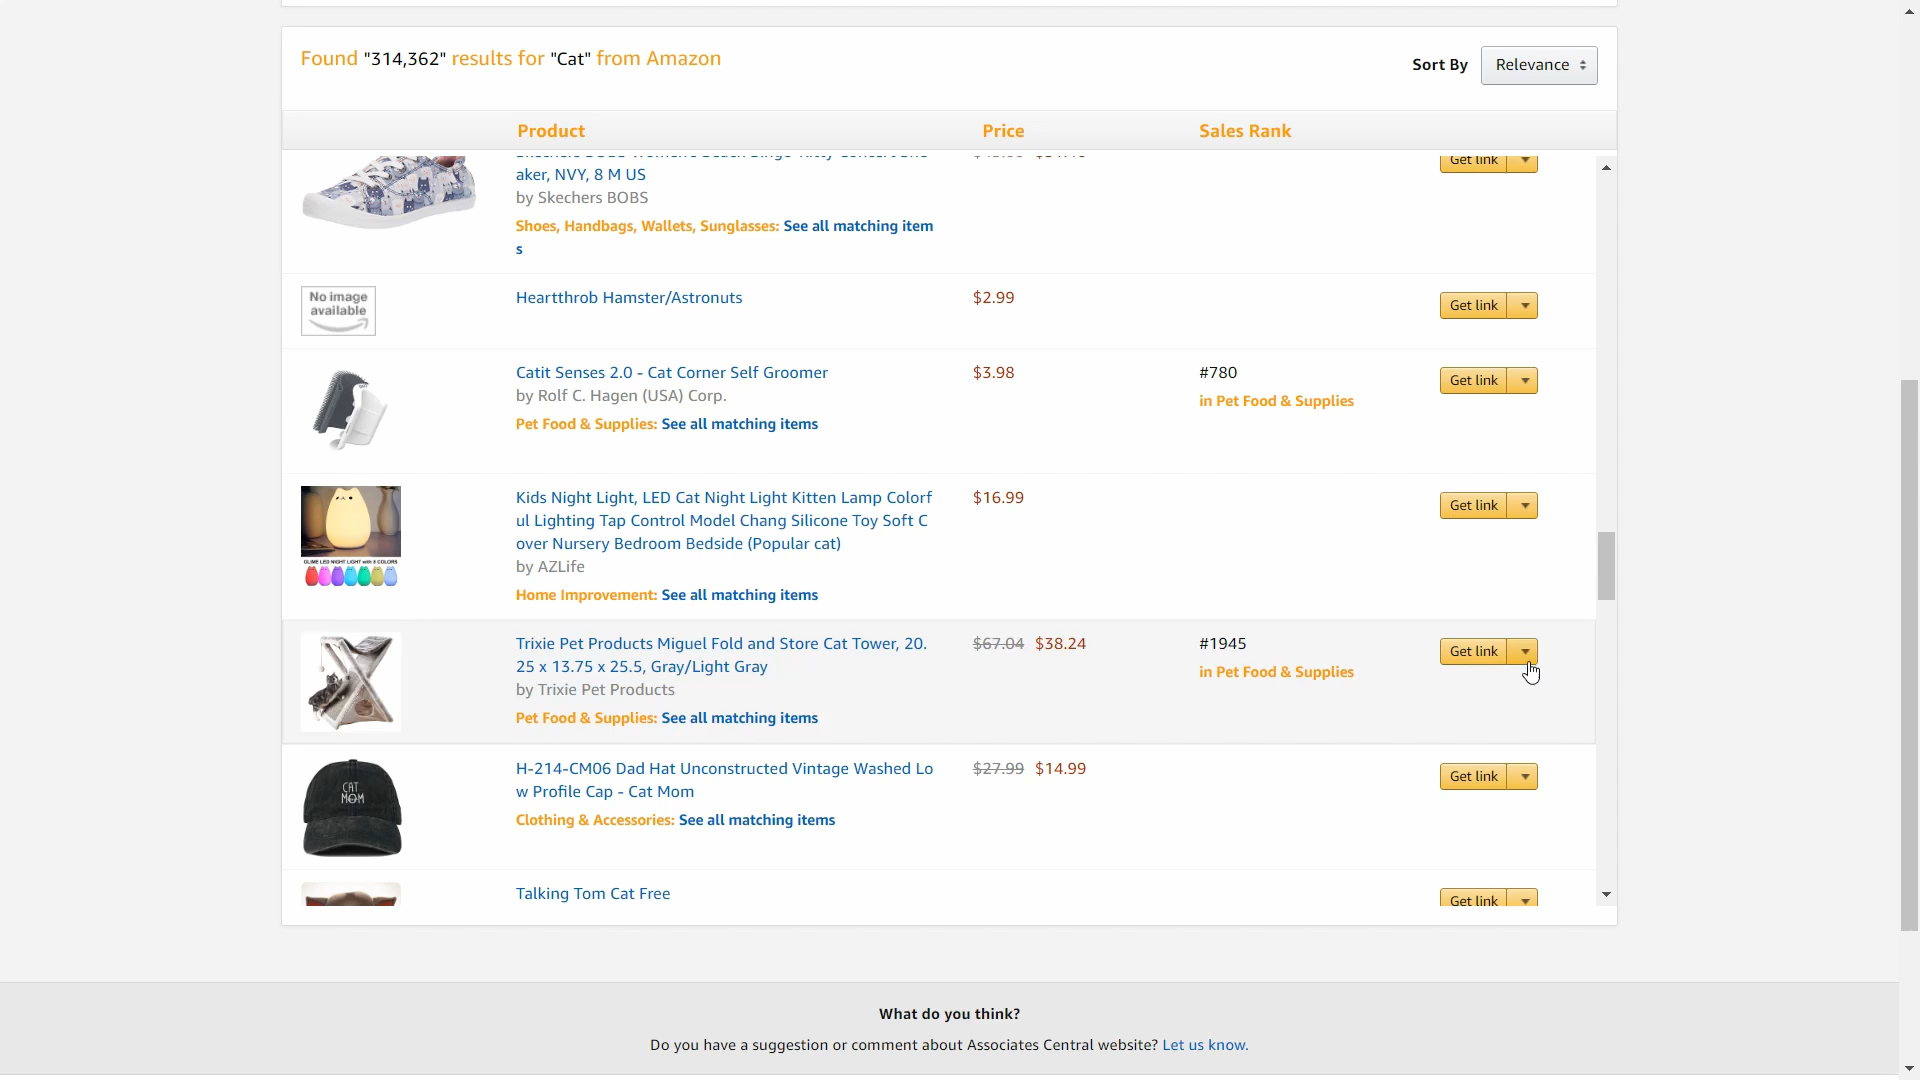 Found "314,362" results for "Cat" from Amazon
Sort By Relevance
Product Price Sales Rank
Get link
aker, NVY, 8 M US
by Skechers BOBS
Shoes, Handbags, Wallets, Sunglasses: See all matching item
s
No image
available
Heartthrob Hamster/Astronuts $2.99 Get link
Catit Senses 2.0 - Cat Corner Self Groomer $3.98 #780 Get link
by Rolf C. Hagen (USA) Corp. in Pet Food & Supplies
Pet Food & Supplies: See all matching items
Kids Night Light, LED Cat Night Light Kitten Lamp Colorf $16.99 Get link
ul Lighting Tap Control Model Chang Silicone Toy Soft C
over Nursery Bedroom Bedside (Popular cat)
by AZLife
Home Improvement: See all matching items
Trixie Pet Products Miguel Fold and Store Cat Tower, 20. $67.04 $38.24 #1945 Get link
25 x 13.75 x 25.5, Gray/Light Gray in Pet Food & Supplies
by Trixie Pet Products
Pet Food & Supplies: See all matching items
CAT
MOM
H-214-CM06 Dad Hat Unconstructed Vintage Washed Lo $27.99 $14.99 Get link
w Profile Cap - Cat Mom
Clothing & Accessories: See all matching items
Talking Tom Cat Free Get link
What do you think?
Do you have a suggestion or comment about Associates Central website? Let us know.